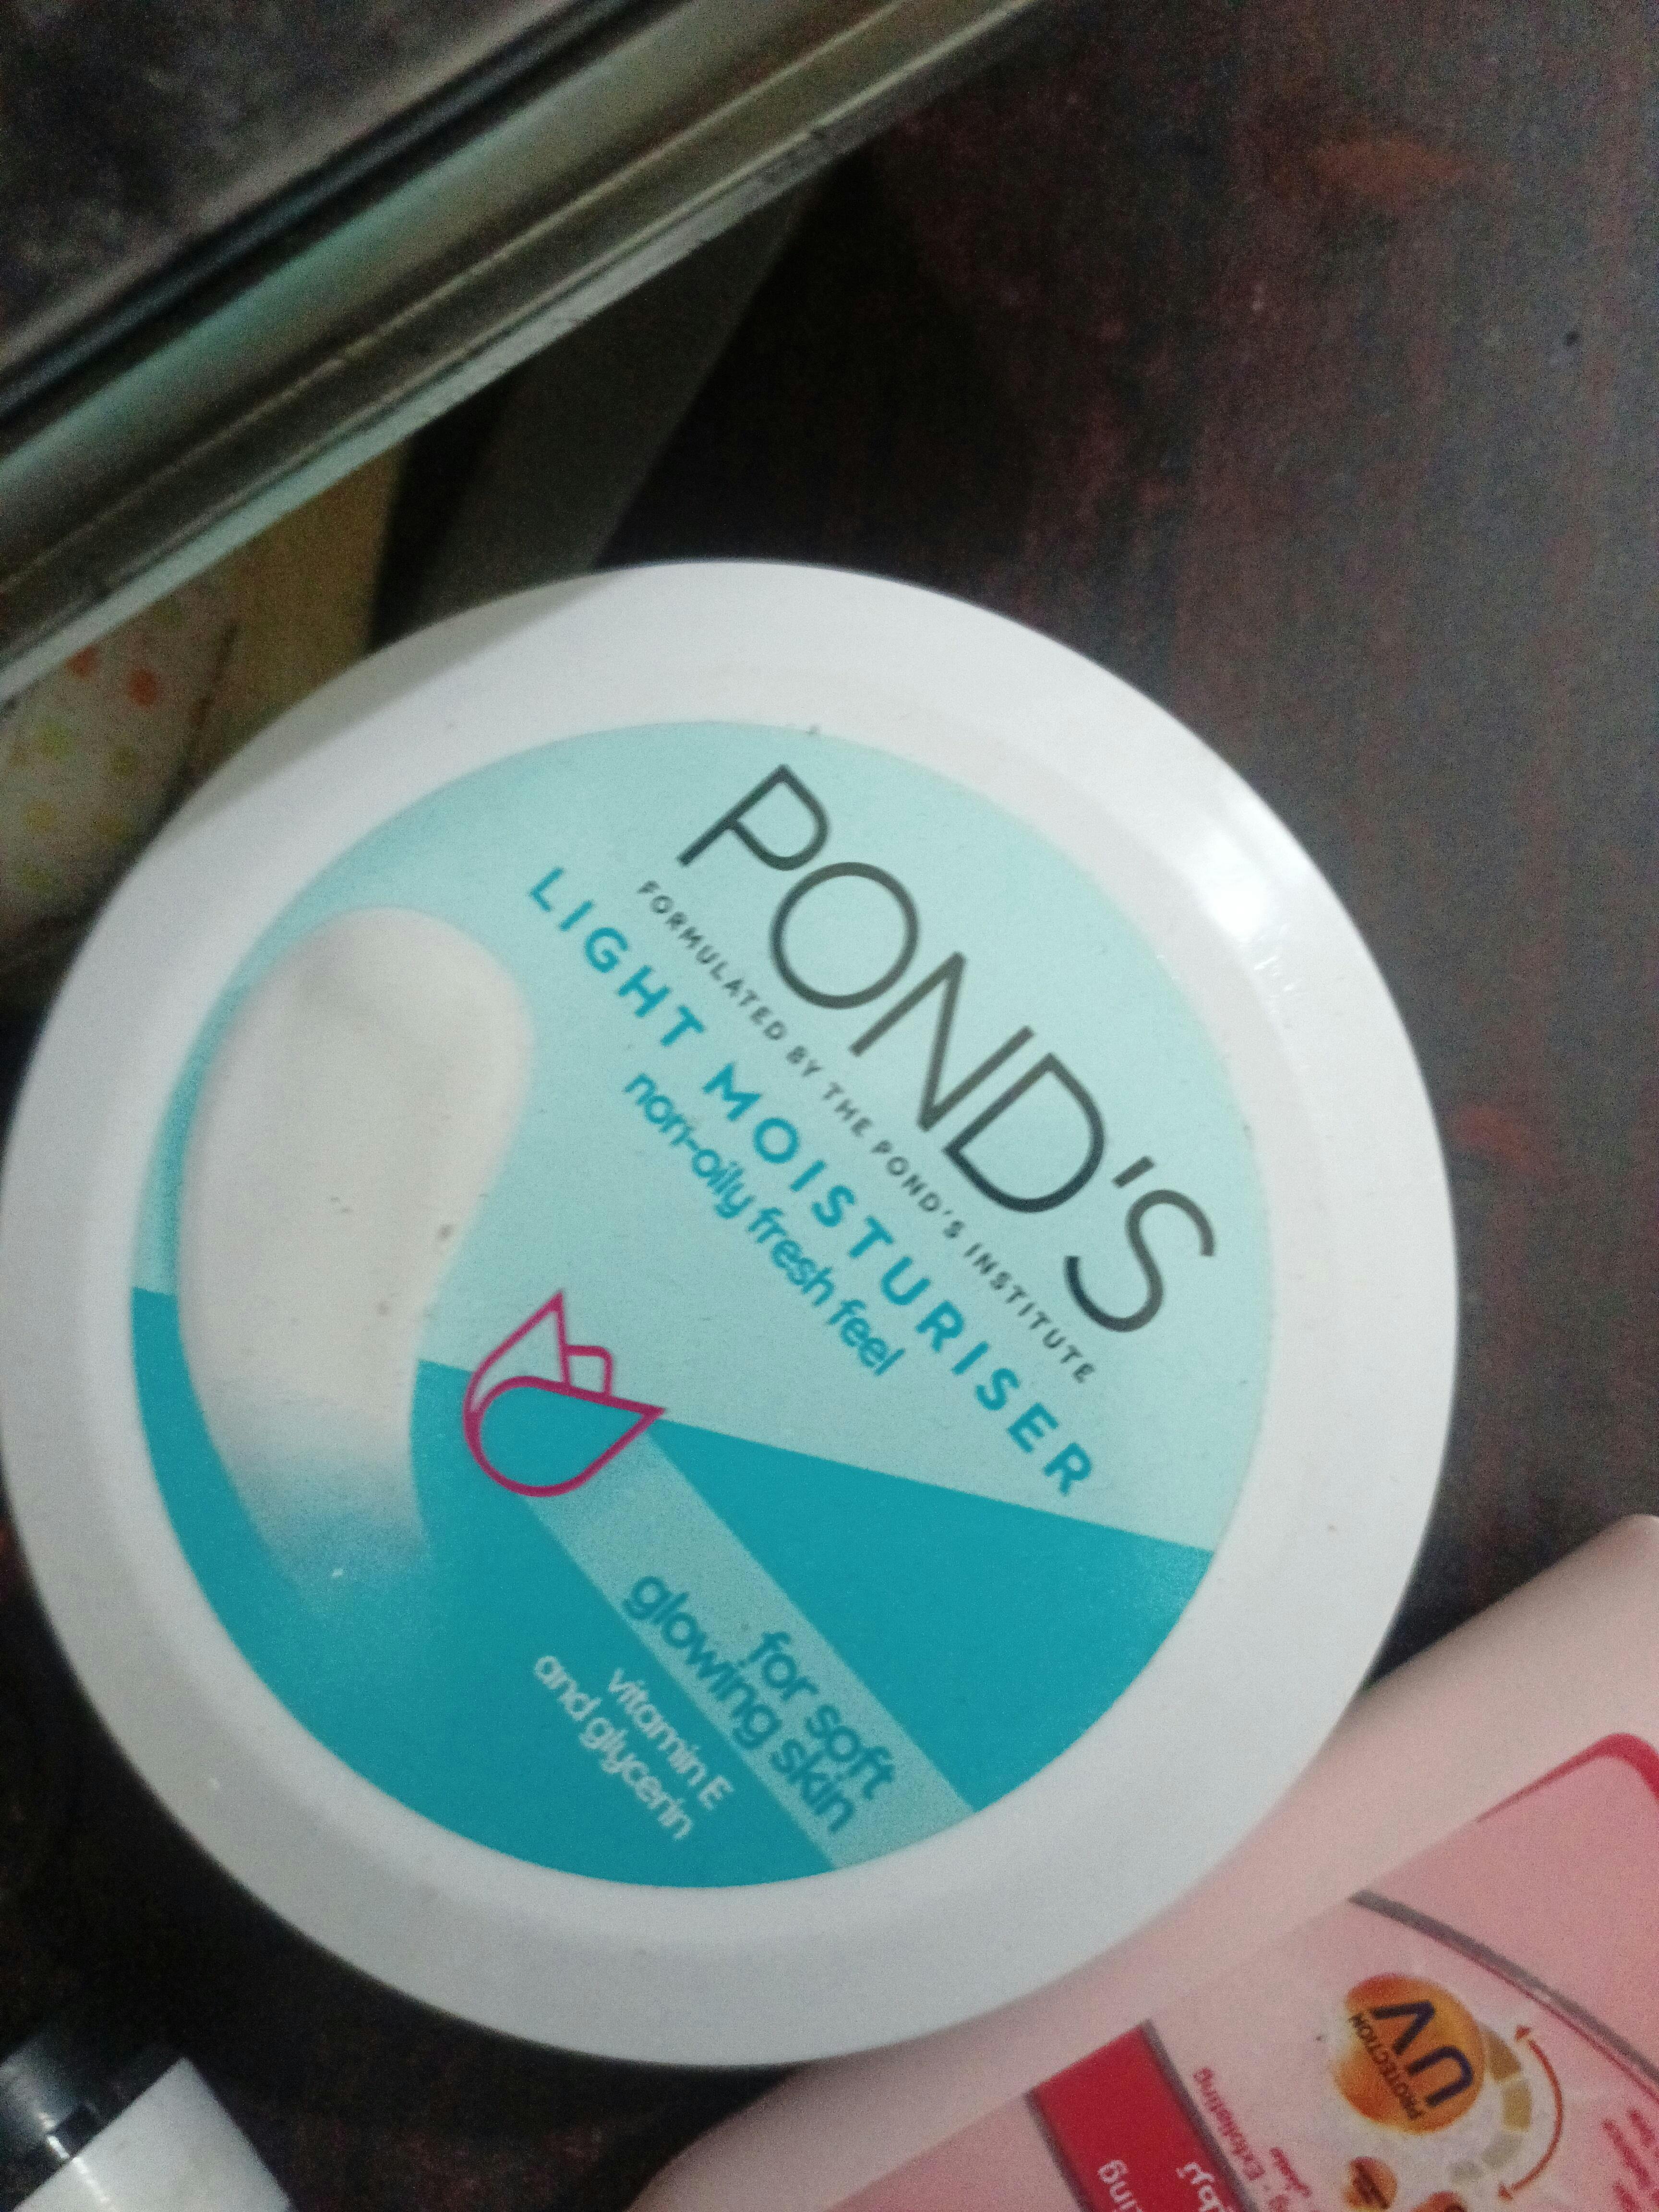 POND'S
FORMULATED BY THE POND'S INSTITUTE
LIGHT MOISTURISER
non-oily fresh feel
for soft
glowing skin
vitamin E
and glycerin
UV
PROTECTION
Exfoliating